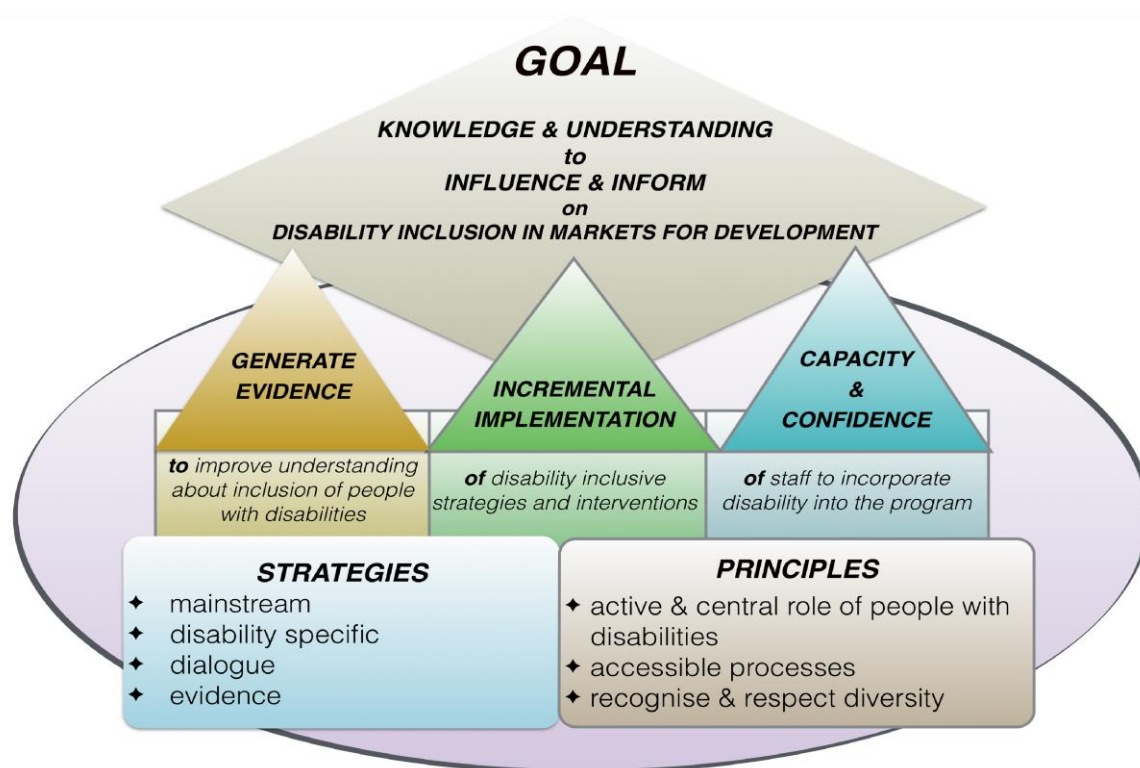 GOAL
KNOWLEDGE & UNDERSTANDING
to
INFLUENCE & INFORM
on
DISABILITY INCLUSION IN MARKETS FOR DEVELOPMENT
GENERATE
EVIDENCE
to improve understanding
about inclusion of people
with disabilities
INCREMENTAL
IMPLEMENTATION
of disability inclusive
strategies and interventions
CAPACITY
&
CONFIDENCE
of staff to incorporate
disability into the program
STRATEGIES
✦ mainstream
✦ disability specific
✦ dialogue
✦ evidence
PRINCIPLES
✦ active & central role of people with
disabilities
✦ accessible processes
✦ recognise & respect diversity